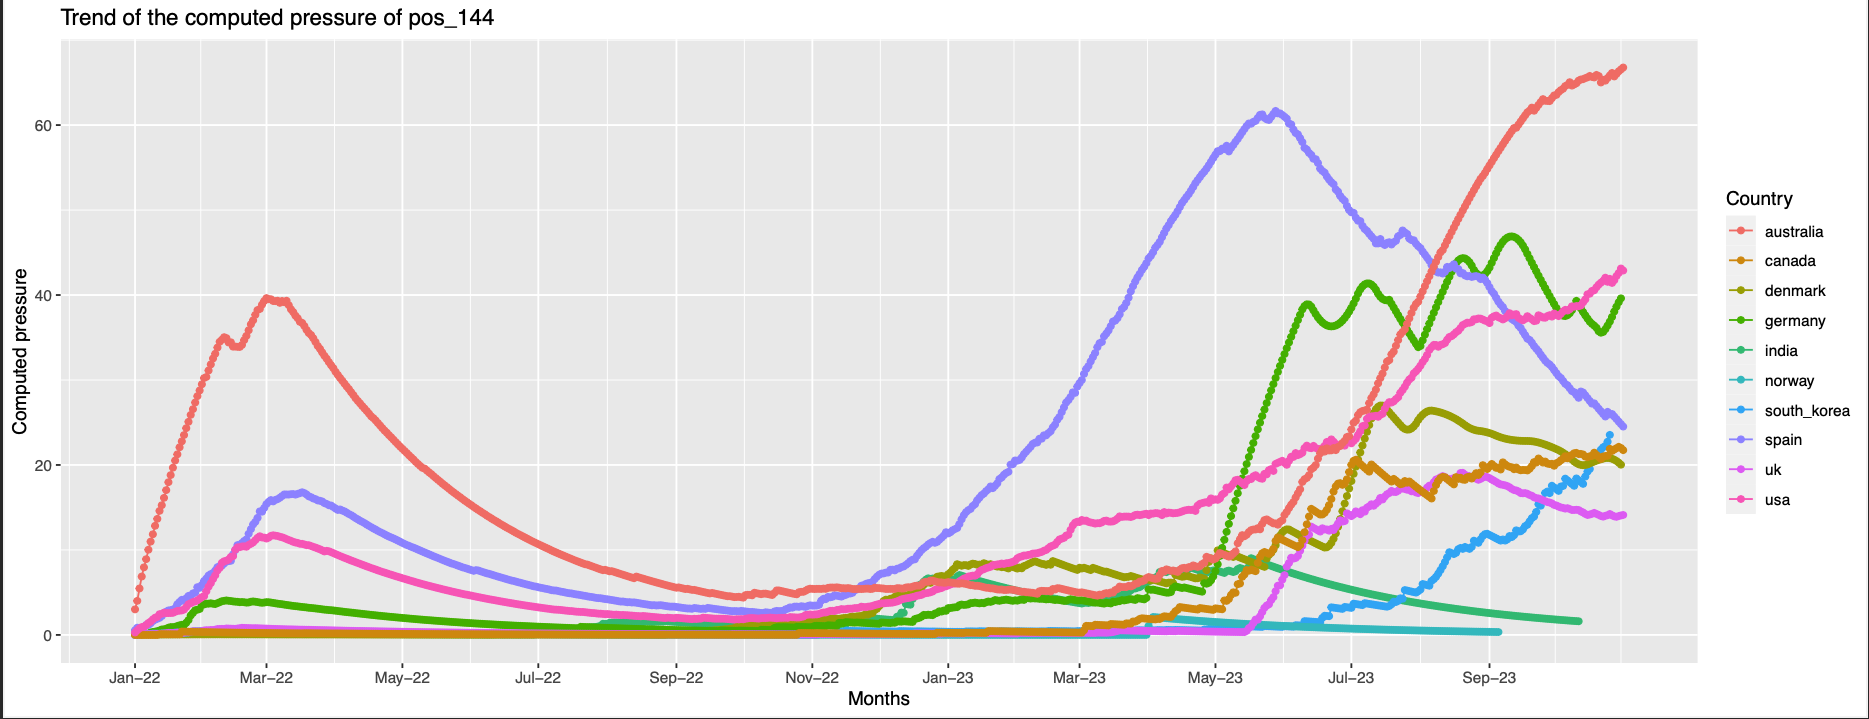 Trend of the computed pressure of pos_144
Computed pressure
60
40
20
0
Jan–22 Mar–22 May–22 Jul–22 Sep–22 Nov–22 Jan–23 Mar–23 May–23 Jul–23 Sep–23
Months
Country
australia
canada
denmark
germany
india
norway
south_korea
spain
uk
usa